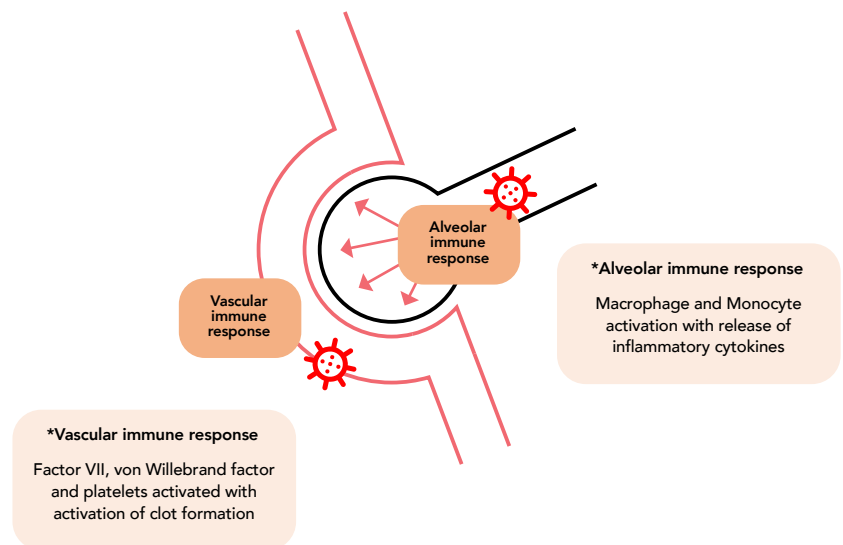 Alveolar
immune
response
*Alveolar immune response
Macrophage and Monocyte
activation with release of
inflammatory cytokines
Vascular
immune
response
*Vascular immune response
Factor VII, von Willebrand factor
and platelets activated with
activation of clot formation